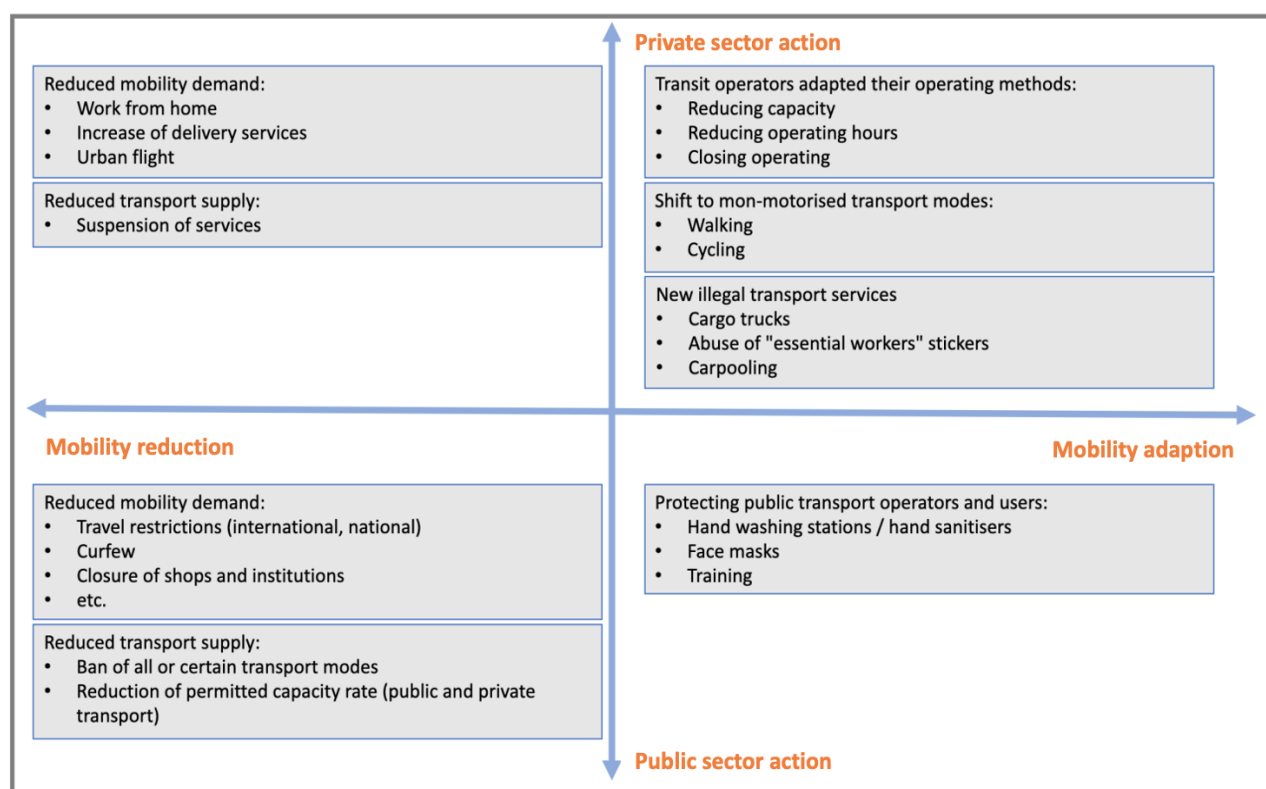 Private sector action
Reduced mobility demand:
• Work from home
• Increase of delivery services
• Urban flight
Reduced transport supply:
• Suspension of services
Transit operators adapted their operating methods:
• Reducing capacity
• Reducing operating hours
• Closing operating
Shift to mon-motorised transport modes:
• Walking
• Cycling
New illegal transport services
• Cargo trucks
• Abuse of "essential workers" stickers
• Carpooling
Mobility reduction
Mobility adaption
Reduced mobility demand:
• Travel restrictions (international, national)
• Curfew
• Closure of shops and institutions
• etc.
Reduced transport supply:
• Ban of all or certain transport modes
• Reduction of permitted capacity rate (public and private
transport)
Protecting public transport operators and users:
• Hand washing stations / hand sanitisers
• Face masks
• Training
Public sector action